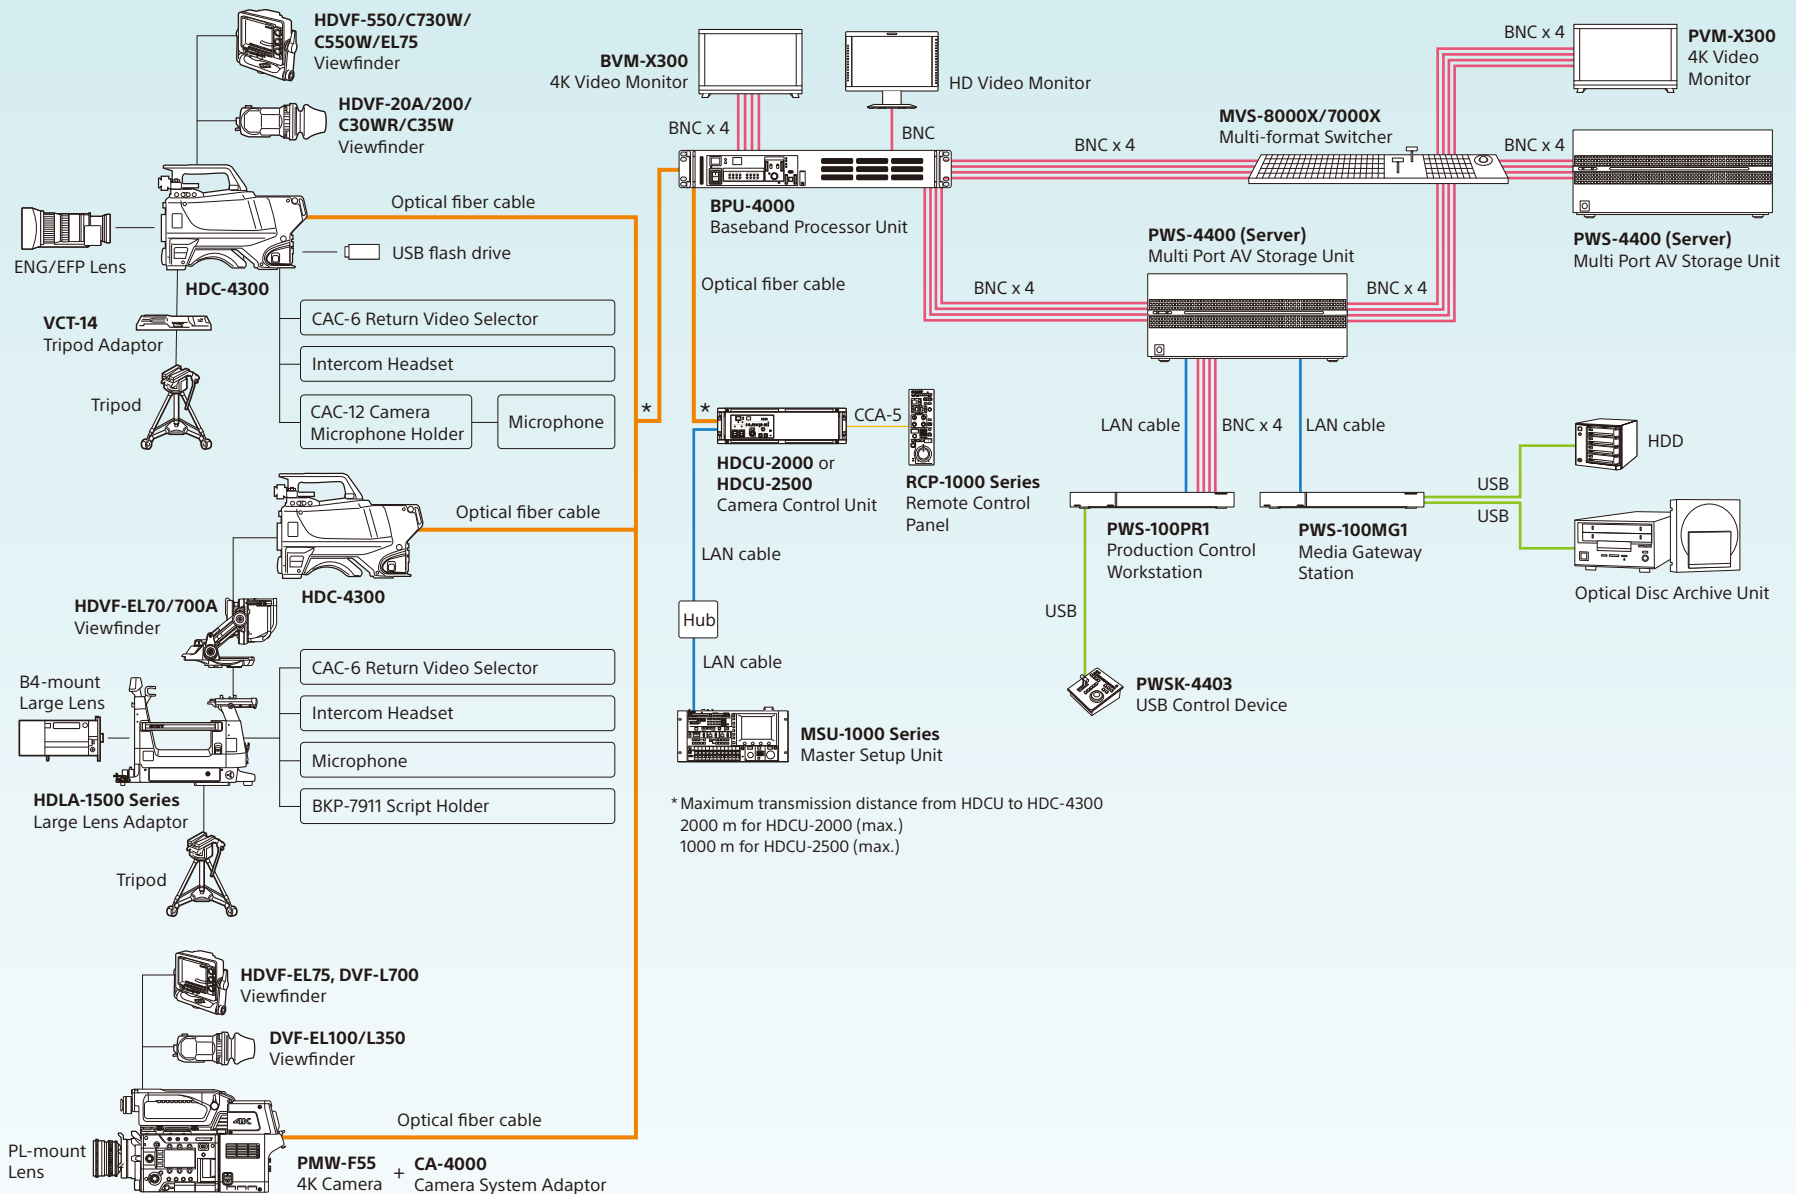 HDVF-550/C730W/
C550W/EL75
Viewfinder
HDVF-20A/200/
C30WR/C35W
Viewfinder
Optical fiber cable
ENG/EFP Lens
USB flash drive
HDC-4300
VCT-14
Tripod Adaptor
Tripod
CAC-6 Return Video Selector
Intercom Headset
CAC-12 Camera
Microphone Holder
Microphone
*
Optical fiber cable
HDC-4300
HDVF-EL70/700A
Viewfinder
B4-mount
Large Lens
CAC-6 Return Video Selector
Intercom Headset
Microphone
BKP-7911 Script Holder
HDLA-1500 Series
Large Lens Adaptor
Tripod
HDVF-EL75, DVF-L700
Viewfinder
DVF-EL100/L350
Viewfinder
4K
Optical fiber cable
PL-mount
Lens
PMW-F55
4K Camera
+
CA-4000
Camera System Adaptor
BVM-X300
4K Video Monitor
HD Video Monitor
BNC x 4
BNC
BPU-4000
Baseband Processor Unit
Optical fiber cable
*
CCA-5
HDCU-2000 or
HDCU-2500
Camera Control Unit
RCP-1000 Series
Remote Control
Panel
LAN cable
Hub
LAN cable
MSU-1000 Series
Master Setup Unit
* Maximum transmission distance from HDCU to HDC-4300
2000 m for HDCU-2000 (max.)
1000 m for HDCU-2500 (max.)
BNC x 4
MVS-8000X/7000X
Multi-format Switcher
BNC x 4
PVM-X300
4K Video
Monitor
BNC x 4
PWS-4400 (Server)
Multi Port AV Storage Unit
PWS-4400 (Server)
Multi Port AV Storage Unit
BNC x 4
BNC x 4
LAN cable
BNC x 4
LAN cable
HDD
USB
USB
PWS-100PR1
Production Control
Workstation
PWS-100MG1
Media Gateway
Station
Optical Disc Archive Unit
USB
PWSK-4403
USB Control Device